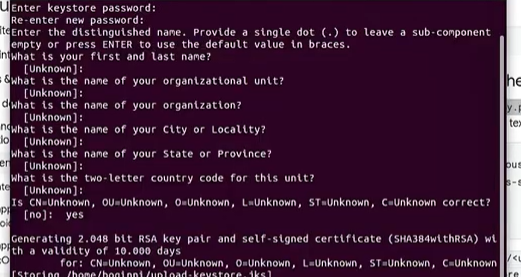 Enter keystore password:
Re-enter new password:
Enter the distinguished name. Provide a single dot (.) to leave a sub-component
empty or press ENTER to use the default value in braces.
What is your first and last name?
[Unknown]:
What is the name of your organizational unit?
[Unknown]:
What is the name of your organization?
[Unknown]:
What is the name of your City or Locality?
[Unknown]:
What is the name of your State or Province?
[Unknown]:
What is the two-letter country code for this unit?
[Unknown]:
Is CN=Unknown, OU=Unknown, O=Unknown, L=Unknown, ST=Unknown, C=Unknown correct?
[no]: yes
Generating 2.048 bit RSA key pair and self-signed certificate (SHA384withRSA) wi
th a validity of 10.000 days
for: CN=Unknown, OU=Unknown, O=Unknown, L=Unknown, ST=Unknown, C=Unknown
[Storing /home/boginni/upload-keystore.jks]